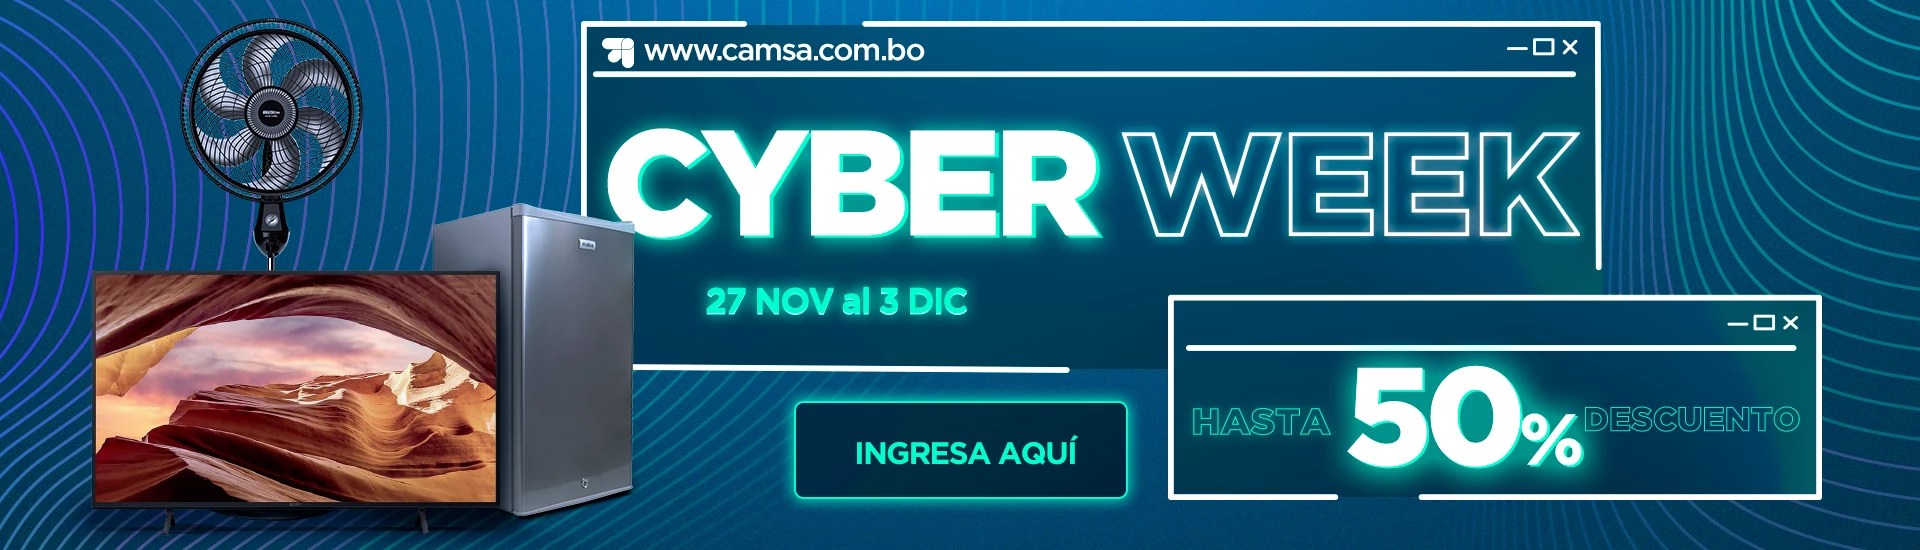 www.camsa.com.bo
CYBER WEEK
27 NOV al 3 DIC
HASTA 50% DESCUENTO
INGRESA AQUÍ